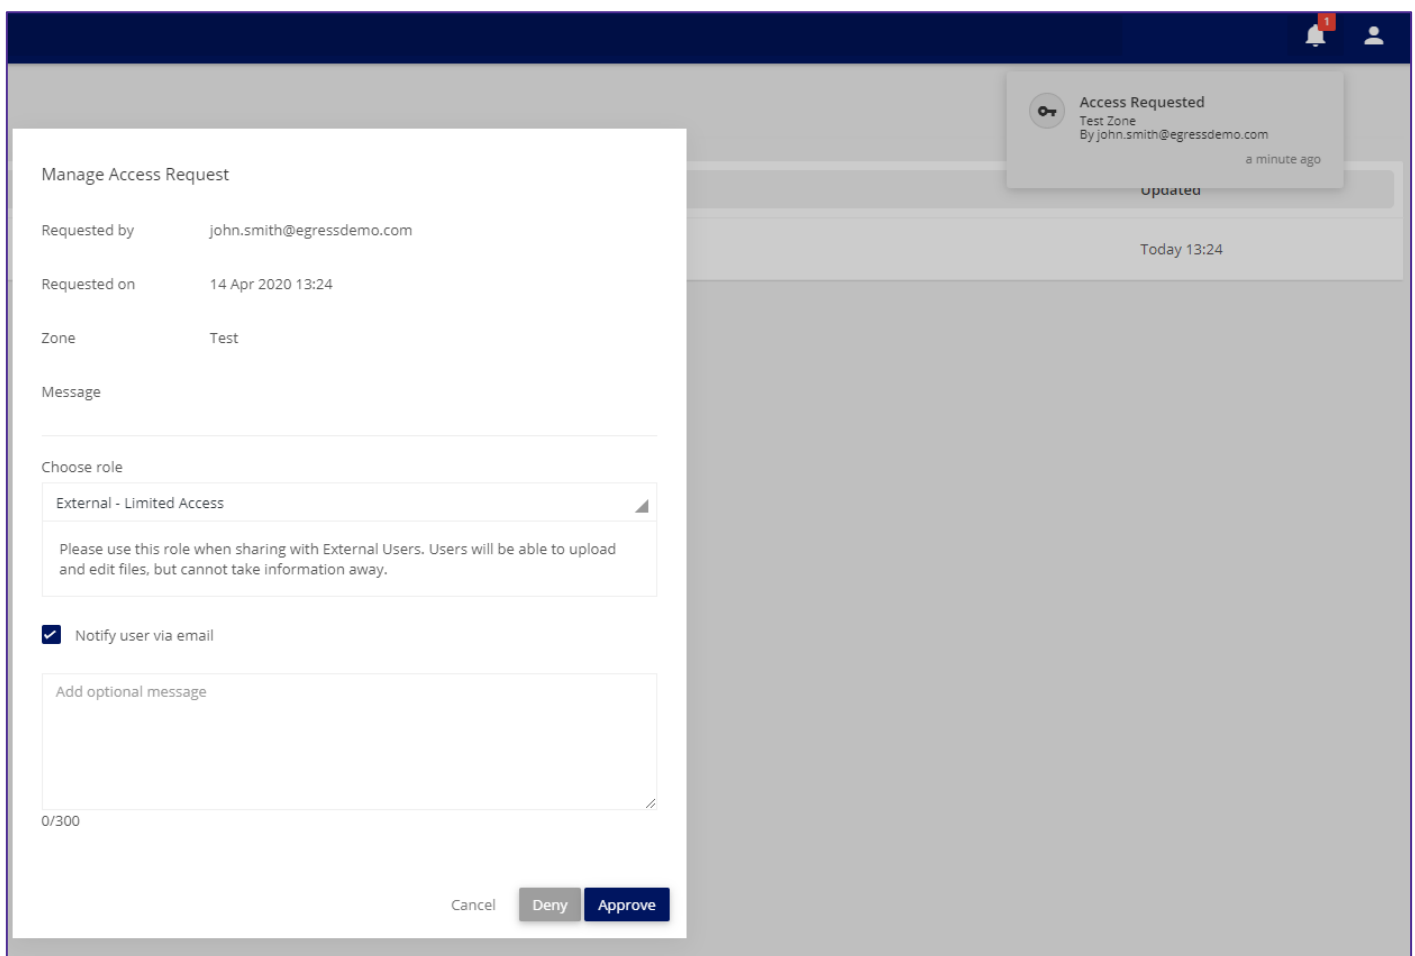 1
Access Requested
Test Zone
By john.smith@egressdemo.com
a minute ago
Updated
Today 13:24
Manage Access Request
Requested by john.smith@egressdemo.com
Requested on 14 Apr 2020 13:24
Zone Test
Message
Choose role
External - Limited Access
Please use this role when sharing with External Users. Users will be able to upload
and edit files, but cannot take information away.
Notify user via email
Add optional message
0/300
Cancel Deny Approve